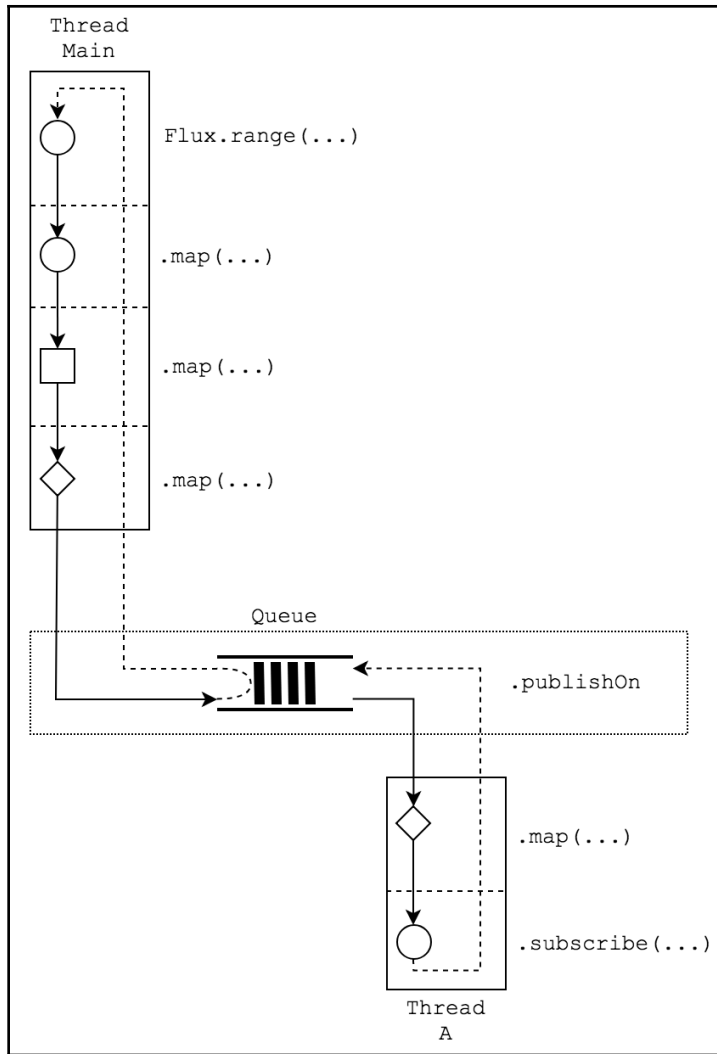 Thread
Main
Flux.range(...)
.map(...)
.map(...)
.map(...)
Queue
.publishOn
.map(...)
.subscribe(...)
Thread
A